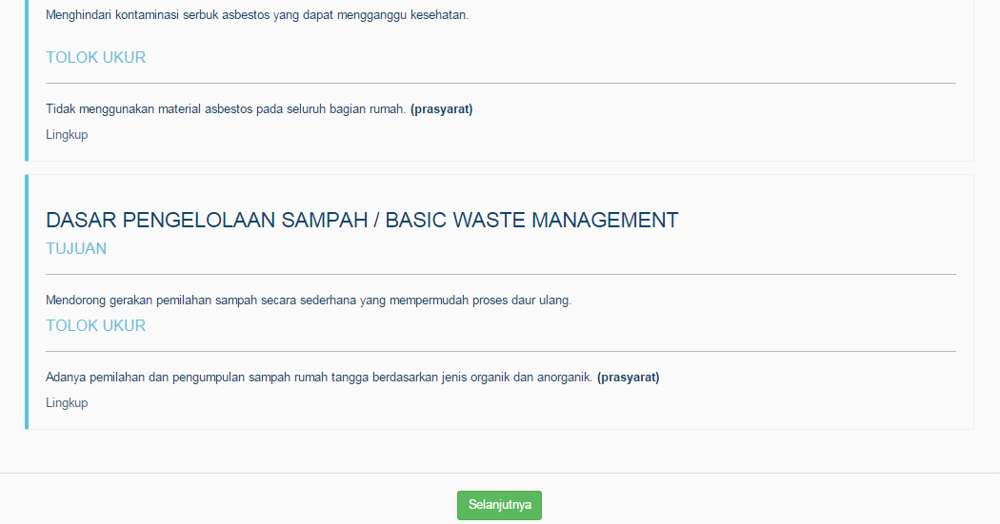 Menghindari kontaminasi serbuk asbestos yang dapat mengganggu kesehatan.
TOLOK UKUR
Tidak menggunakan material asbestos pada seluruh bagian rumah. (prasyarat)
Lingkup
DASAR PENGELOLAAN SAMPAH / BASIC WASTE MANAGEMENT
TUJUAN
Mendorong gerakan pemilahan sampah secara sederhana yang mempermudah proses daur ulang.
TOLOK UKUR
Adanya pemilahan dan pengumpulan sampah rumah tangga berdasarkan jenis organik dan anorganik. (prasyarat)
Lingkup
Selanjutnya